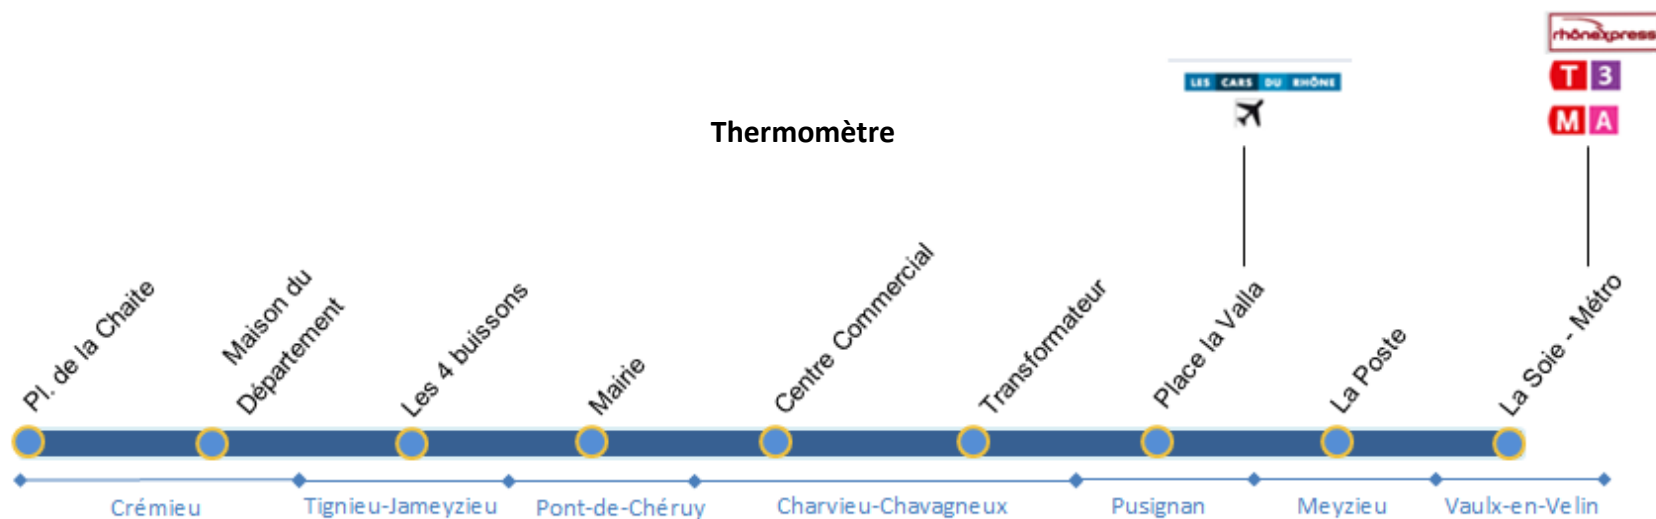 rhônexpress
T 3
M A
LES CARS DU RHÔNE
Thermomètre
Pl. de la Chaite
Maison du
Département
Les 4 buissons
Mairie
Centre Commercial
Transformateur
Place la Valla
La Poste
La Soie - Métro
Crémieu
Tignieu-Jameyzieu
Pont-de-Chéruy
Charvieu-Chavagneux
Pusignan
Meyzieu
Vaulx-en-Velin